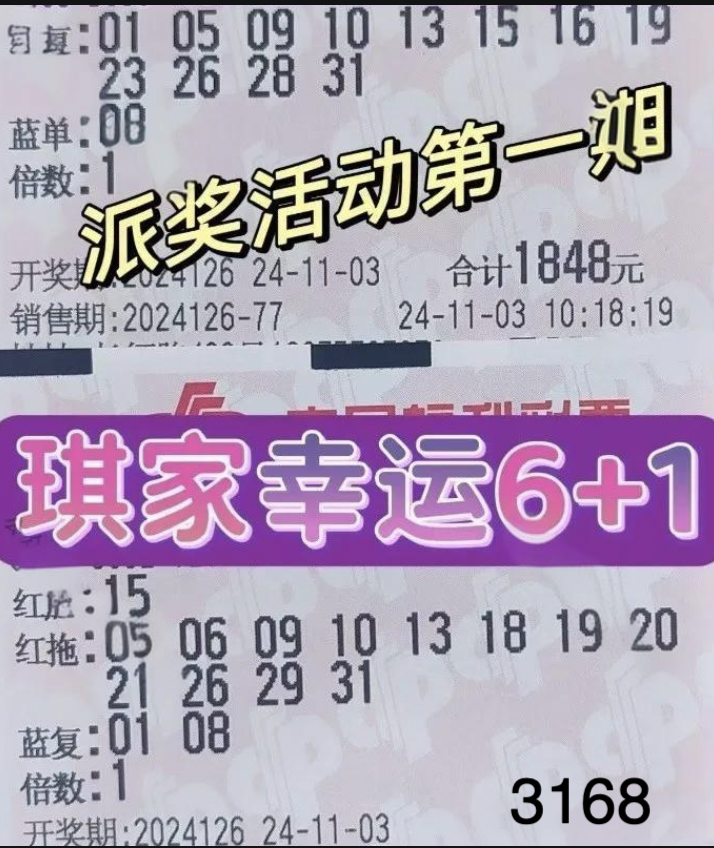 红复:01 05 09 10 13 15 16 19
23 26 28 31
蓝单:08
倍数:1
派奖活动第一期
开奖期:2024126 24-11-03 合计1848元
销售期:2024126-77 24-11-03 10:18:19
琪家幸运6+1
红胆:15
红拖:05 06 09 10 13 18 19 20
21 26 29 31
蓝复:01 08
倍数:1
3168
开奖期:2024126 24-11-03